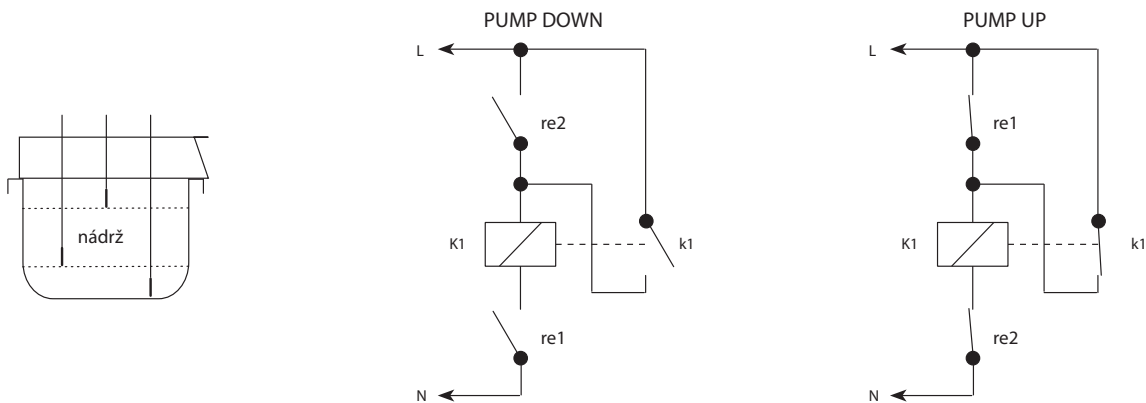 PUMP DOWN
L
re2
K1
k1
re1
N
PUMP UP
L
re1
K1
k1
re2
N
nádrž